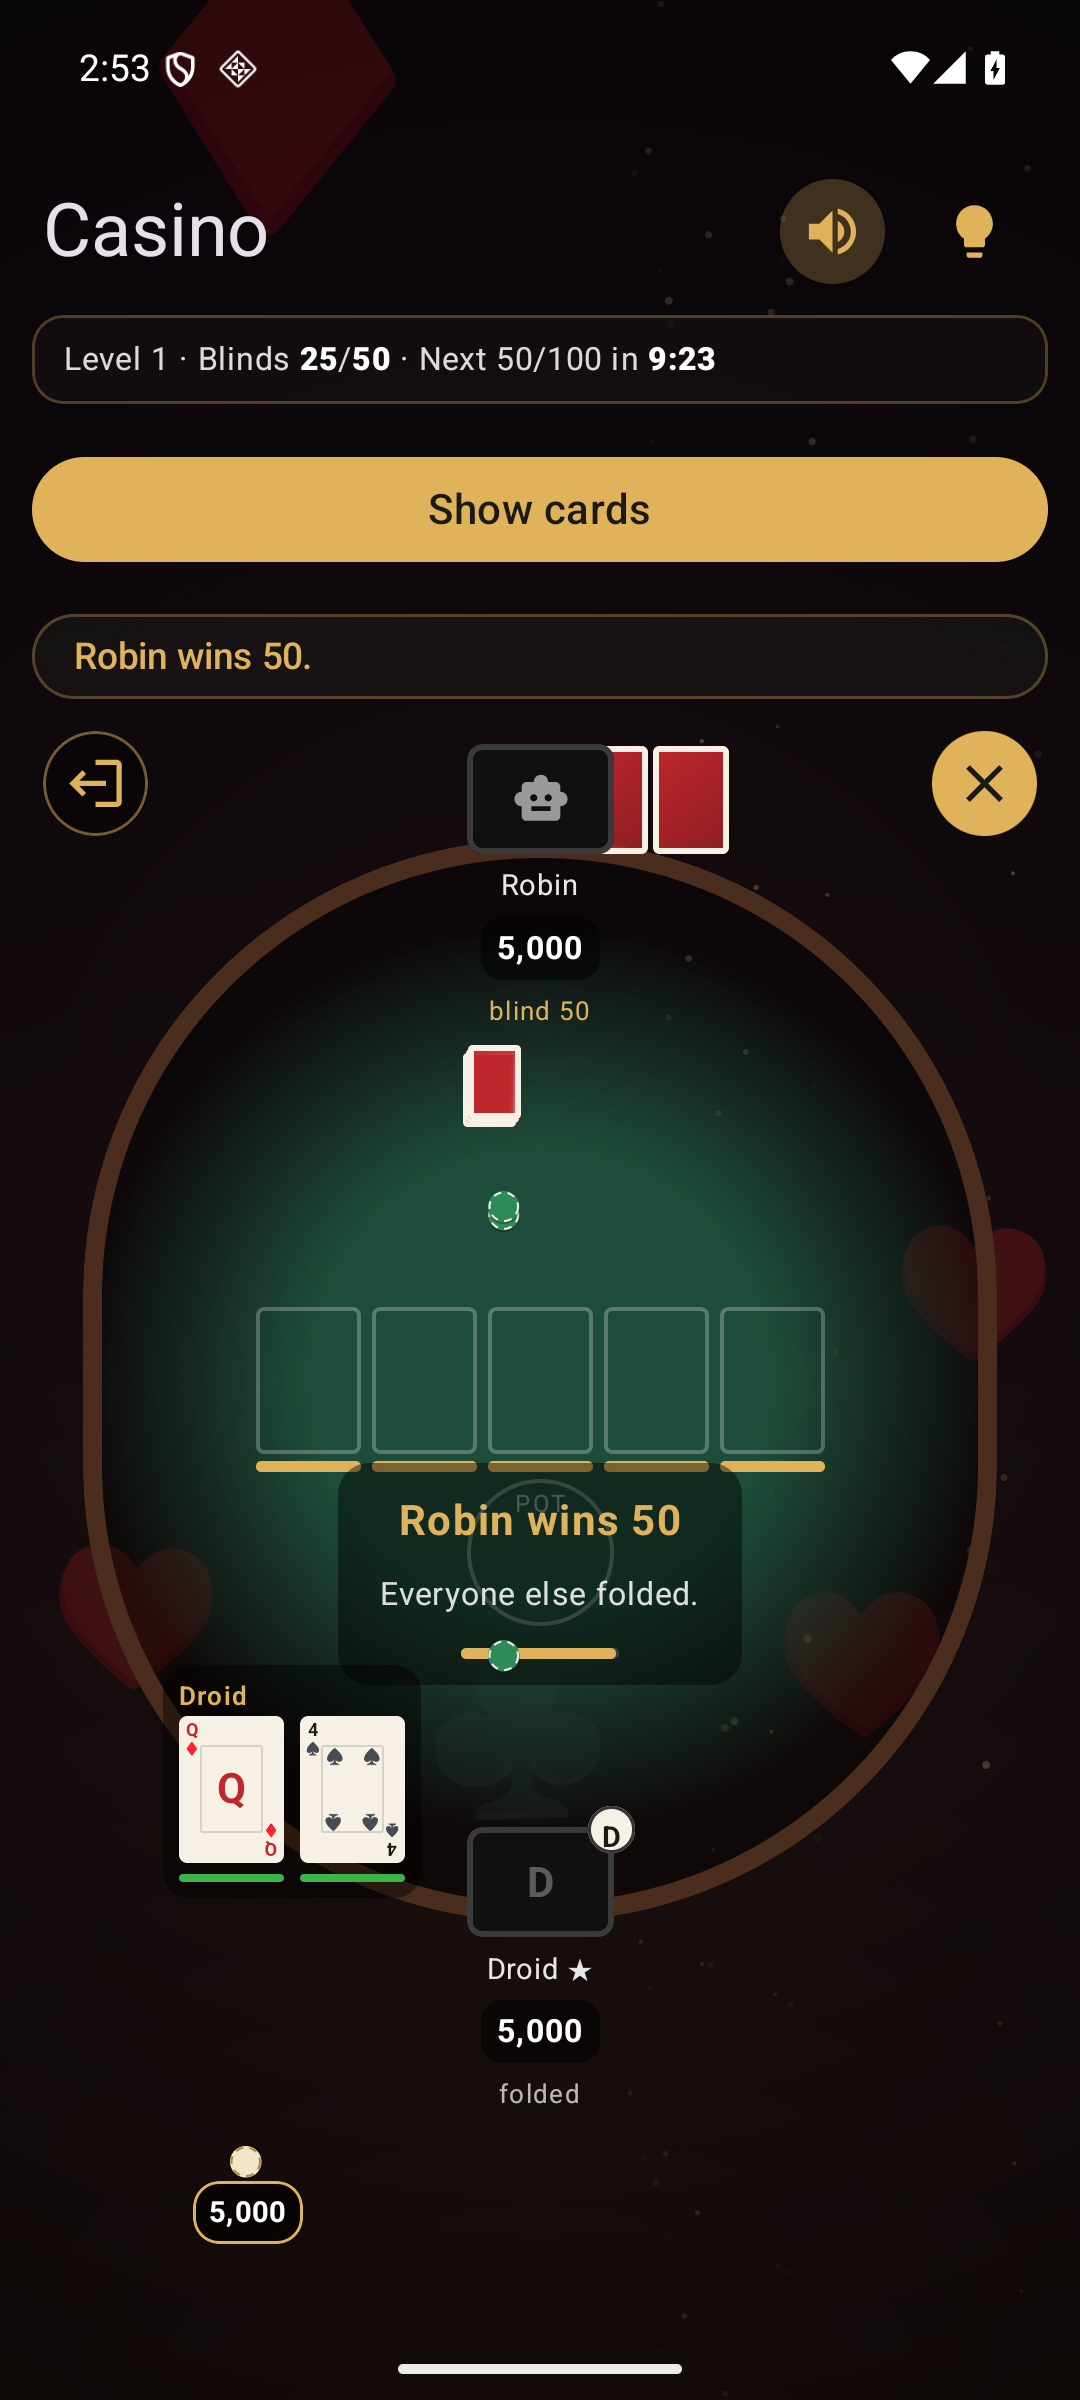 2:53
Casino
Level 1 · Blinds 25/50 · Next 50/100 in 9:23
Show cards
Robin wins 50.
Robin
5,000
blind 50
POT
Robin wins 50
Everyone else folded.
Droid
Q
Q
Q
4
4
D
D
Droid ★
5,000
folded
5,000